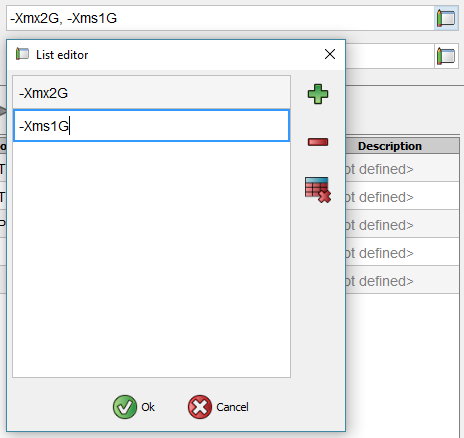 -Xmx2G, -Xms1G
List editor
-Xmx2G
-Xms1G
Description
ot defined>
ot defined>
ot defined>
ot defined>
ot defined>
Ok
Cancel